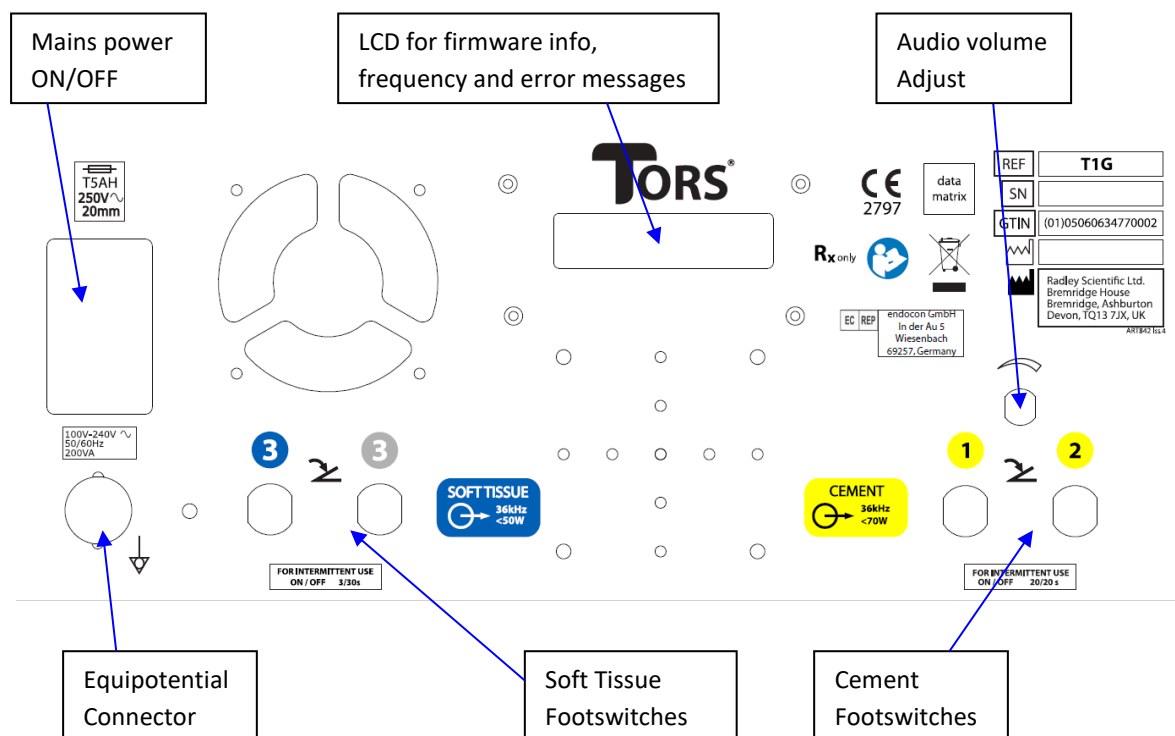 Mains power
ON/OFF
LCD for firmware info,
frequency and error messages
Audio volume
Adjust
T5AH
250V
20mm
TORS®
CE
2797
data
matrix
REF
T1G
SN
GTIN
(01)05060634770002
Rx only
Radley Scientific Ltd.
Bremridge House
Bremridge, Ashburton
Devon, TQ13 7JX, UK
ART842 Iss4
EC REP
endocon GmbH
In der Au 5
Wiesenbach
69257, Germany
100V-240V
50/60Hz
200VA
3
3
SOFT TISSUE
36kHz
<50W
CEMENT
36kHz
<70W
1
2
FOR INTERMITTENT USE
ON / OFF 3/30s
FOR INTERMITTENT USE
ON / OFF 20/20 s
Equipotential
Connector
Soft Tissue
Footswitches
Cement
Footswitches